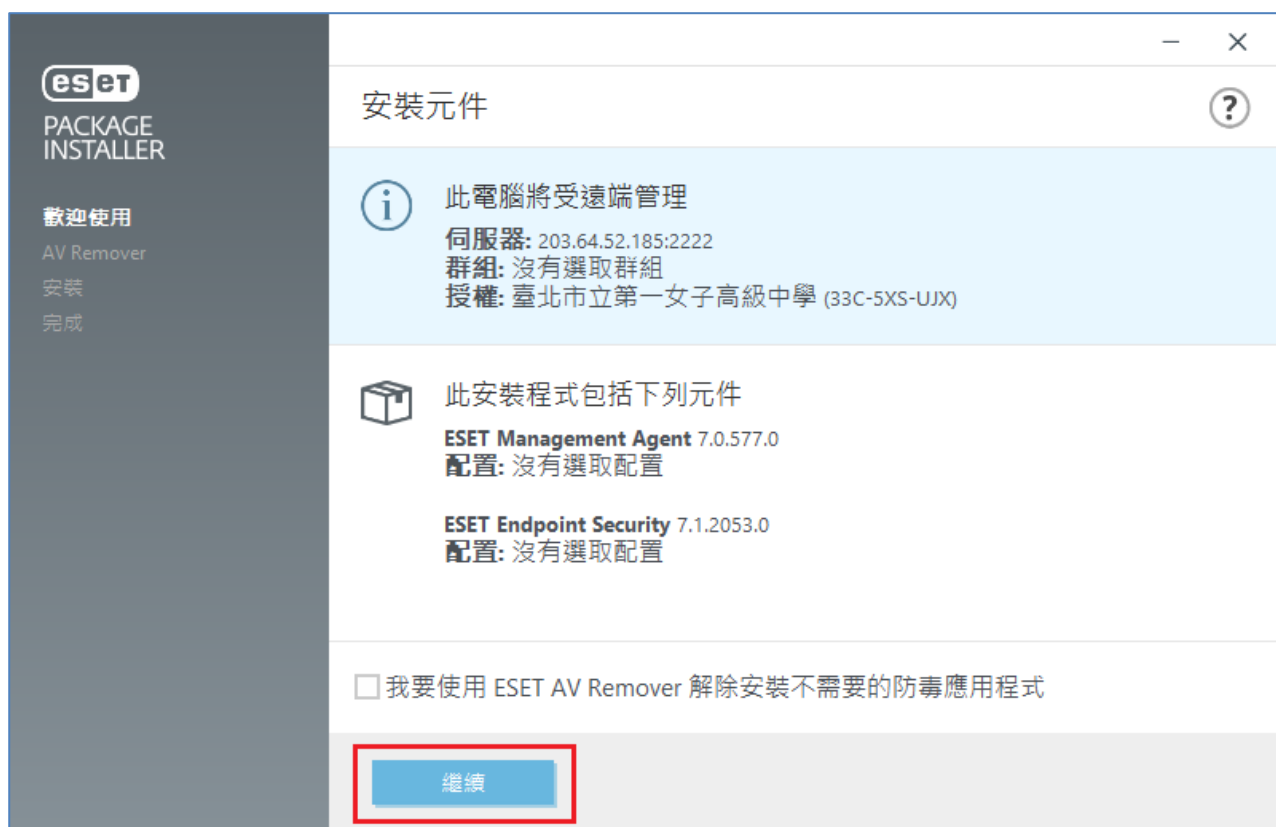 eset
PACKAGE
INSTALLER
歡迎使用
AV Remover
安裝
完成
安裝元件
?
i
此電腦將受遠端管理
伺服器: 203.64.52.185:2222
群組: 沒有選取群組
授權: 臺北市立第一女子高級中學 (33C-5XS-UJX)
此安裝程式包括下列元件
ESET Management Agent 7.0.577.0
配置: 沒有選取配置
ESET Endpoint Security 7.1.2053.0
配置: 沒有選取配置
我要使用 ESET AV Remover 解除安裝不需要的防毒應用程式
繼續